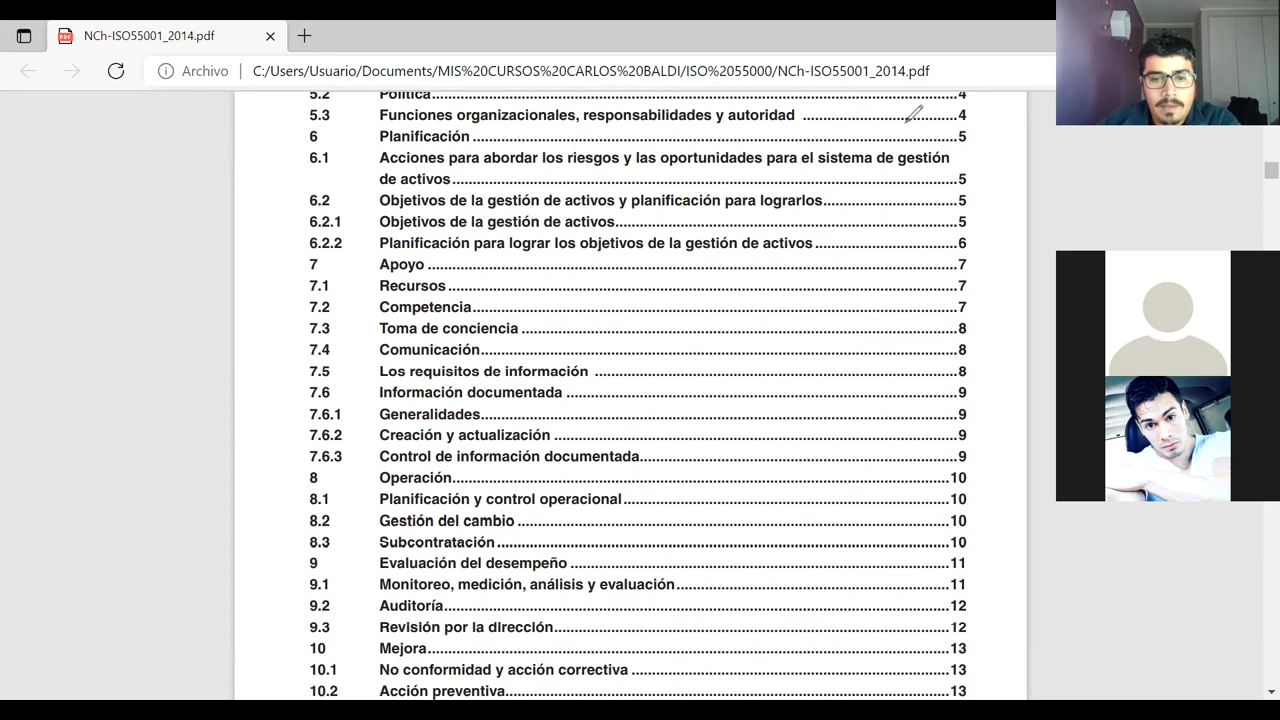 NCh-ISO55001_2014.pdf
Archivo C:/Users/Usuario/Documents/MIS%20CURSOS%20CARLOS%20BALDI/ISO%2055000/NCh-ISO55001_2014.pdf
5.2 Política 4
5.3 Funciones organizacionales, responsabilidades y autoridad 4
6 Planificación 5
6.1 Acciones para abordar los riesgos y las oportunidades para el sistema de gestión
de activos 5
6.2 Objetivos de la gestión de activos y planificación para lograrlos 5
6.2.1 Objetivos de la gestión de activos 5
6.2.2 Planificación para lograr los objetivos de la gestión de activos 6
7 Apoyo 7
7.1 Recursos 7
7.2 Competencia 7
7.3 Toma de conciencia 8
7.4 Comunicación 8
7.5 Los requisitos de información 8
7.6 Información documentada 9
7.6.1 Generalidades 9
7.6.2 Creación y actualización 9
7.6.3 Control de información documentada 9
8 Operación 10
8.1 Planificación y control operacional 10
8.2 Gestión del cambio 10
8.3 Subcontratación 10
9 Evaluación del desempeño 11
9.1 Monitoreo, medición, análisis y evaluación 11
9.2 Auditoría 12
9.3 Revisión por la dirección 12
10 Mejora 13
10.1 No conformidad y acción correctiva 13
10.2 Acción preventiva 13